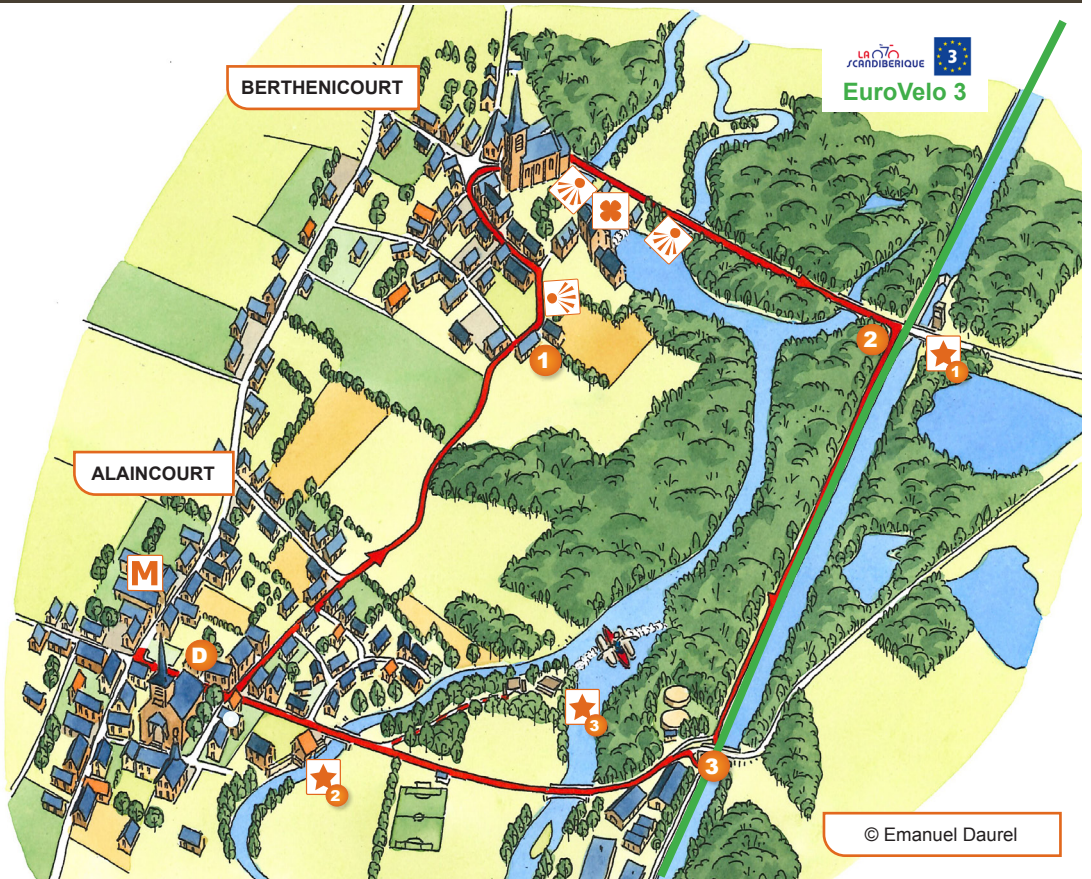 BERTHENICOURT
LA
SCANDIBERIQUE
3
EuroVelo 3
2
1
1
ALAINCOURT
M
D
3
2
3
© Emanuel Daurel